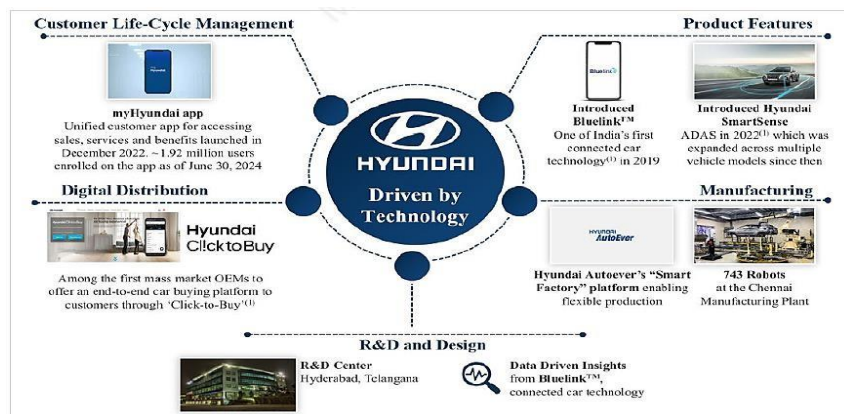 Customer Life-Cycle Management
myHyundai app
Unified customer app for accessing
sales, services and benefits launched in
December 2022. ~1.92 million users
enrolled on the app as of June 30, 2024
Digital Distribution
Hyundai
Cl!cktoBuy
Among the first mass market OEMs to
offer an end-to-end car buying platform to
customers through ‘Click-to-Buy’(1)
HYUNDAI
Driven by
Technology
Product Features
Bluelink
Introduced
Bluelink™
One of India’s first
connected car
technology(1) in 2019
Introduced Hyundai
SmartSense
ADAS in 2022(1) which was
expanded across multiple
vehicle models since then
Manufacturing
HYUNDAI
AutoEver
Hyundai Autoever’s “Smart
Factory” platform enabling
flexible production
743 Robots
at the Chennai
Manufacturing Plant
R&D and Design
R&D Center
Hyderabad, Telangana
Data Driven Insights
from Bluelink™,
connected car technology